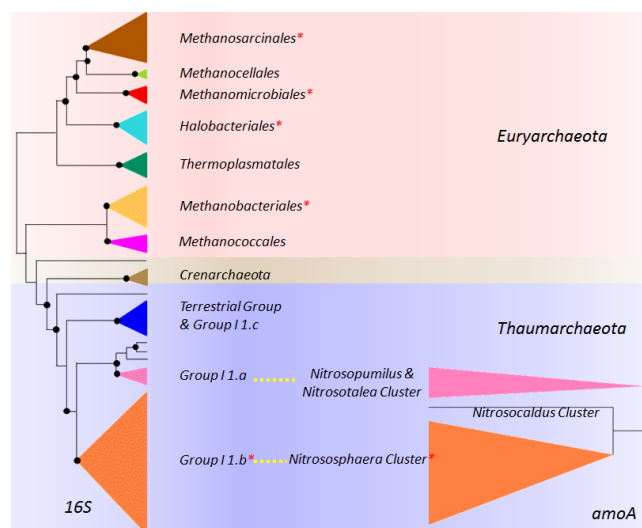 Methanosarcinales*
Methanocellales
Methanomicrobiales*
Halobacteriales*
Euryarchaeota
Thermoplasmatales
Methanobacteriales*
Methanococcales
Crenarchaeota
Terrestrial Group
& Group I 1.c
Thaumarchaeota
Group I 1.a
Nitrosopumilus &
Nitrosotalea Cluster
Nitrosocaldus Cluster
Group I 1.b*
Nitrososphaera Cluster*
16S
amoA